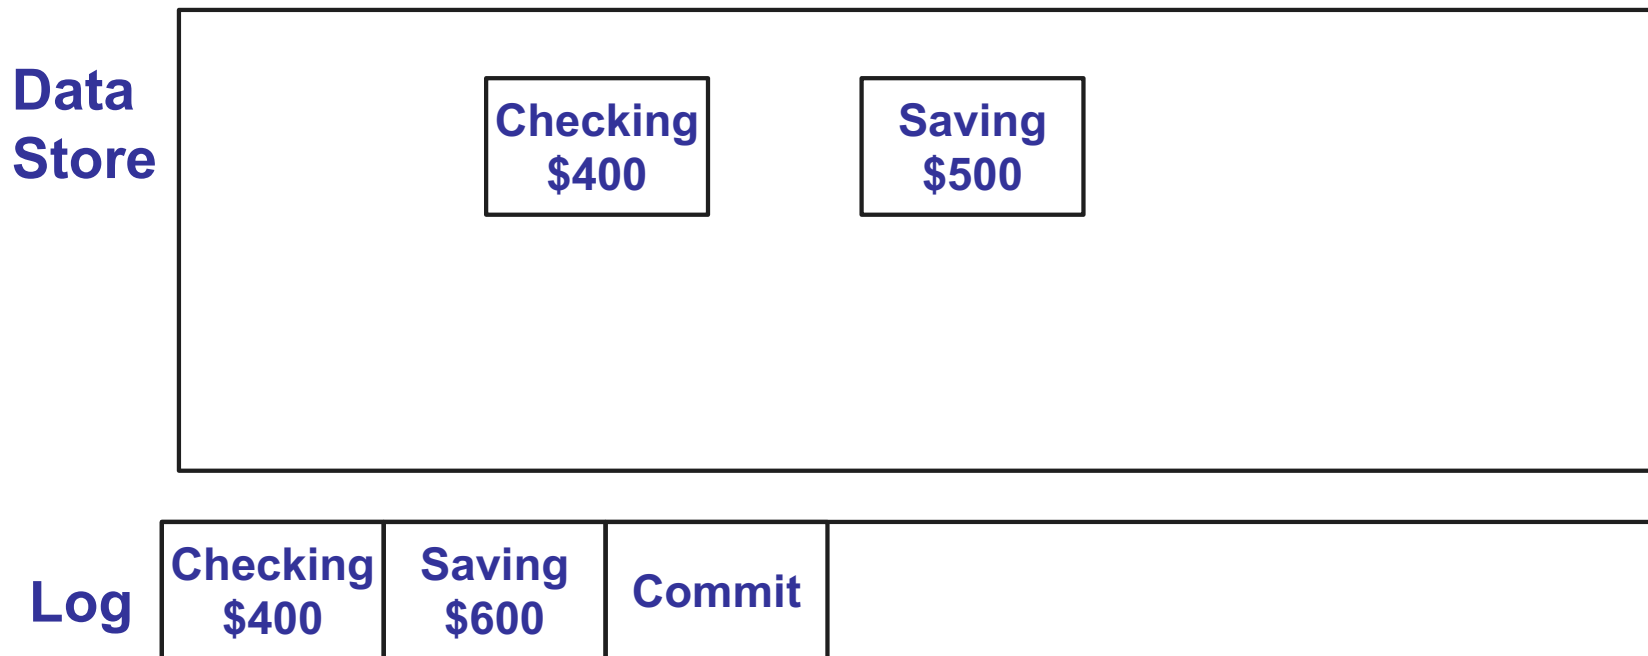 Data
Store
Checking
$400
Saving
$500
Log
Checking
$400
Saving
$600
Commit